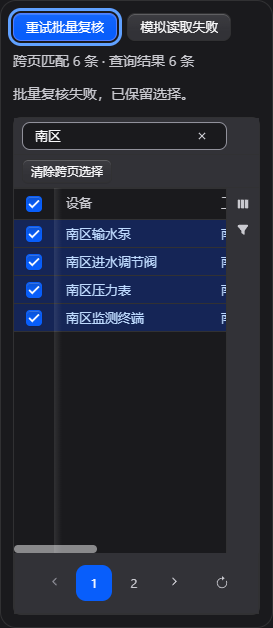 重试批量复核 模拟读取失败
跨页匹配 6 条 · 查询结果 6 条
批量复核失败，已保留选择。
南区
清除跨页选择
设备
南区输水泵
南区进水调节阀
南区压力表
南区监测终端
1 2